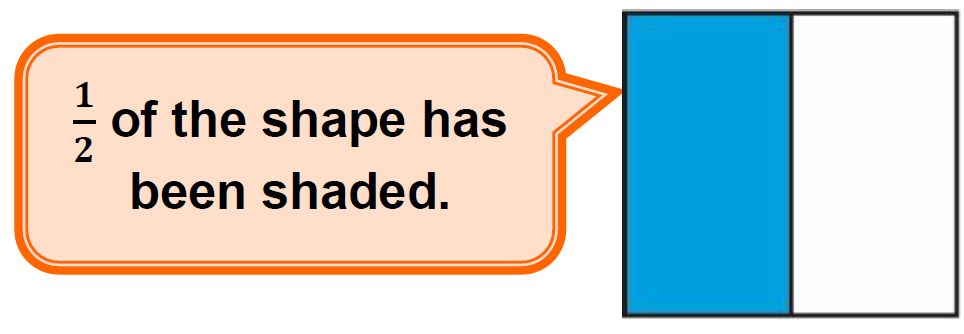 1/2 of the shape has
been shaded.